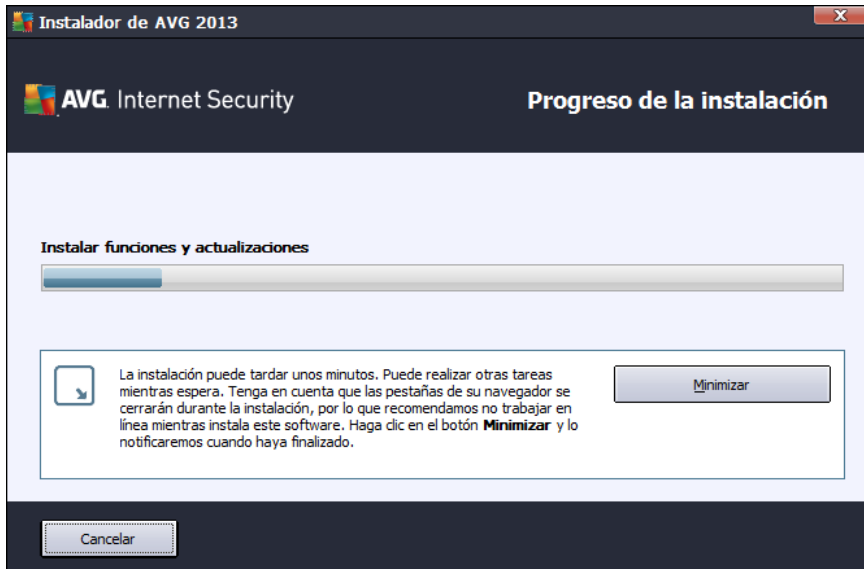 Instalador de AVG 2013
X
AVG. Internet Security
Progreso de la instalación
Instalar funciones y actualizaciones
La instalación puede tardar unos minutos. Puede realizar otras tareas
mientras espera. Tenga en cuenta que las pestañas de su navegador se
cerrarán durante la instalación, por lo que recomendamos no trabajar en
línea mientras instala este software. Haga clic en el botón Minimizar y lo
notificaremos cuando haya finalizado.
Minimizar
Cancelar